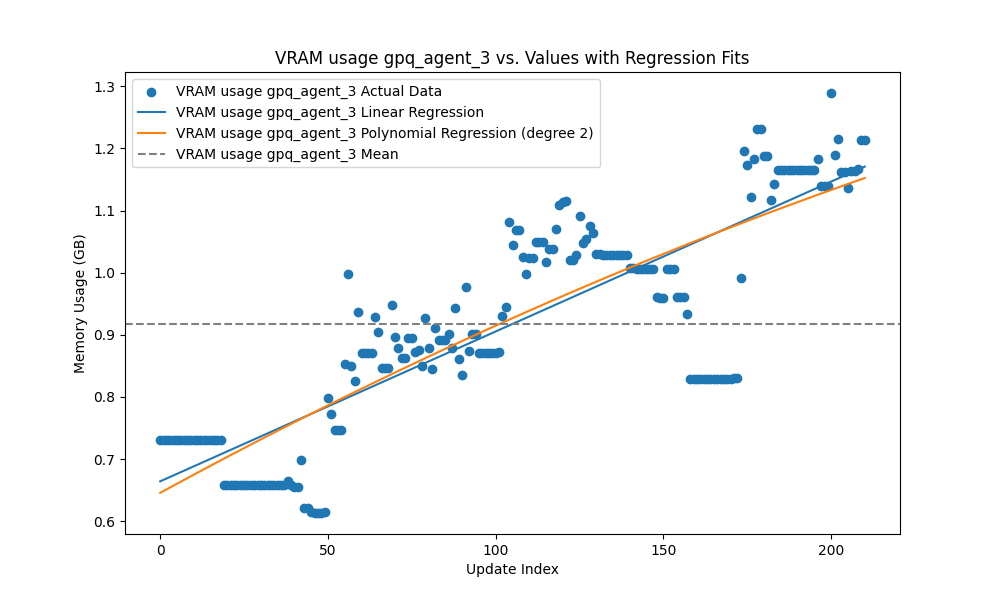 VRAM usage gpq_agent_3 vs. Values with Regression Fits
VRAM usage gpq_agent_3 Actual Data
VRAM usage gpq_agent_3 Linear Regression
VRAM usage gpq_agent_3 Polynomial Regression (degree 2)
VRAM usage gpq_agent_3 Mean
Memory Usage (GB)
1.3
1.2
1.1
1.0
0.9
0.8
0.7
0.6
0
50
100
150
200
Update Index